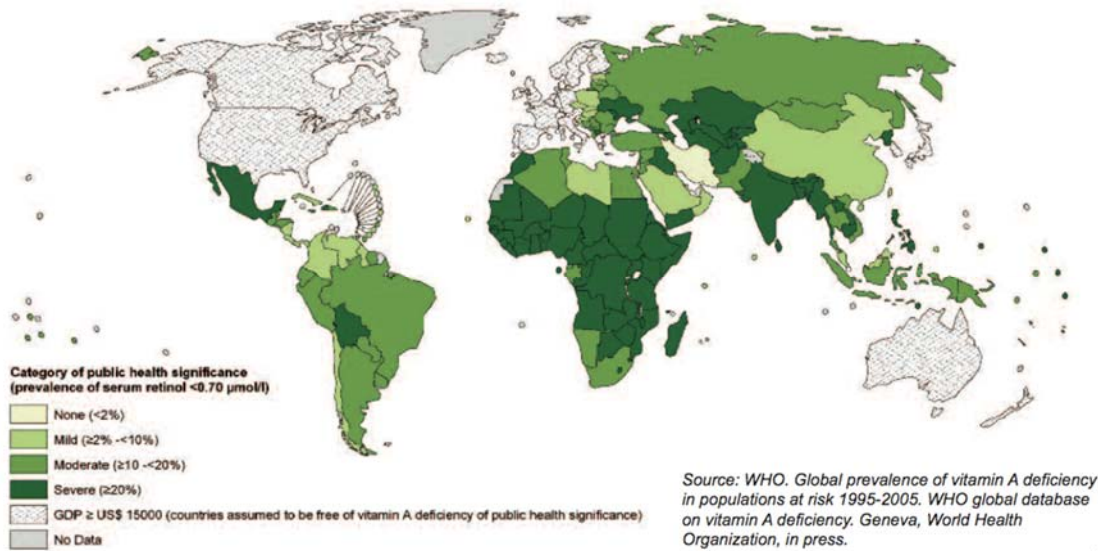 Category of public health significance
(prevalence of serum retinol <0.70 µmol/l)
None (<2%)
Mild (≥2% -<10%)
Moderate (≥10 -<20%)
Severe (≥20%)
GDP ≥ US$ 15000 (countries assumed to be free of vitamin A deficiency of public health significance)
No Data
Source: WHO. Global prevalence of vitamin A deficiency
in populations at risk 1995-2005. WHO global database
on vitamin A deficiency. Geneva, World Health
Organization, in press.